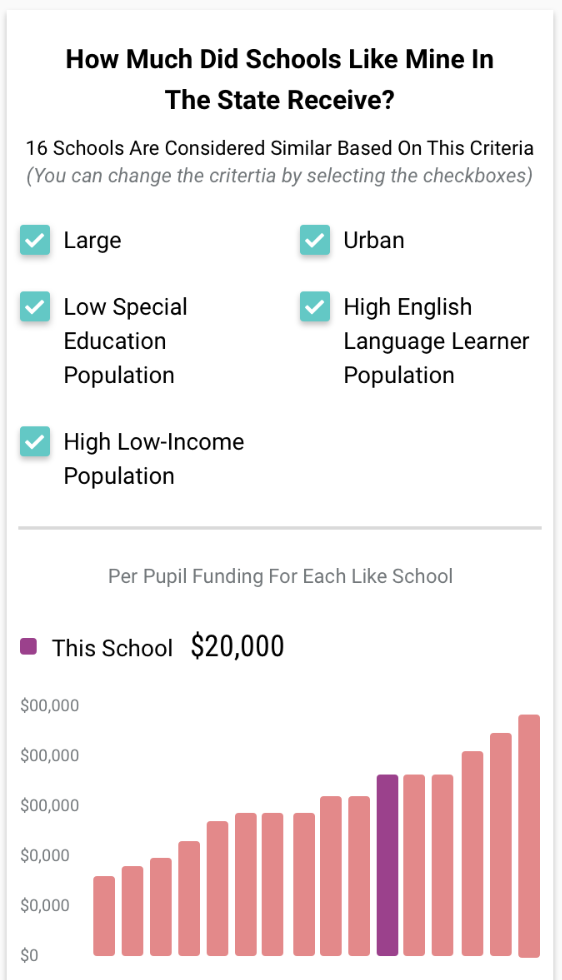 How Much Did Schools Like Mine In
The State Receive?
16 Schools Are Considered Similar Based On This Criteria
(You can change the critertia by selecting the checkboxes)
Large
Urban
Low Special
Education
Population
High English
Language Learner
Population
High Low-Income
Population
Per Pupil Funding For Each Like School
This School $20,000
$00,000
$00,000
$00,000
$0,000
$0,000
$0